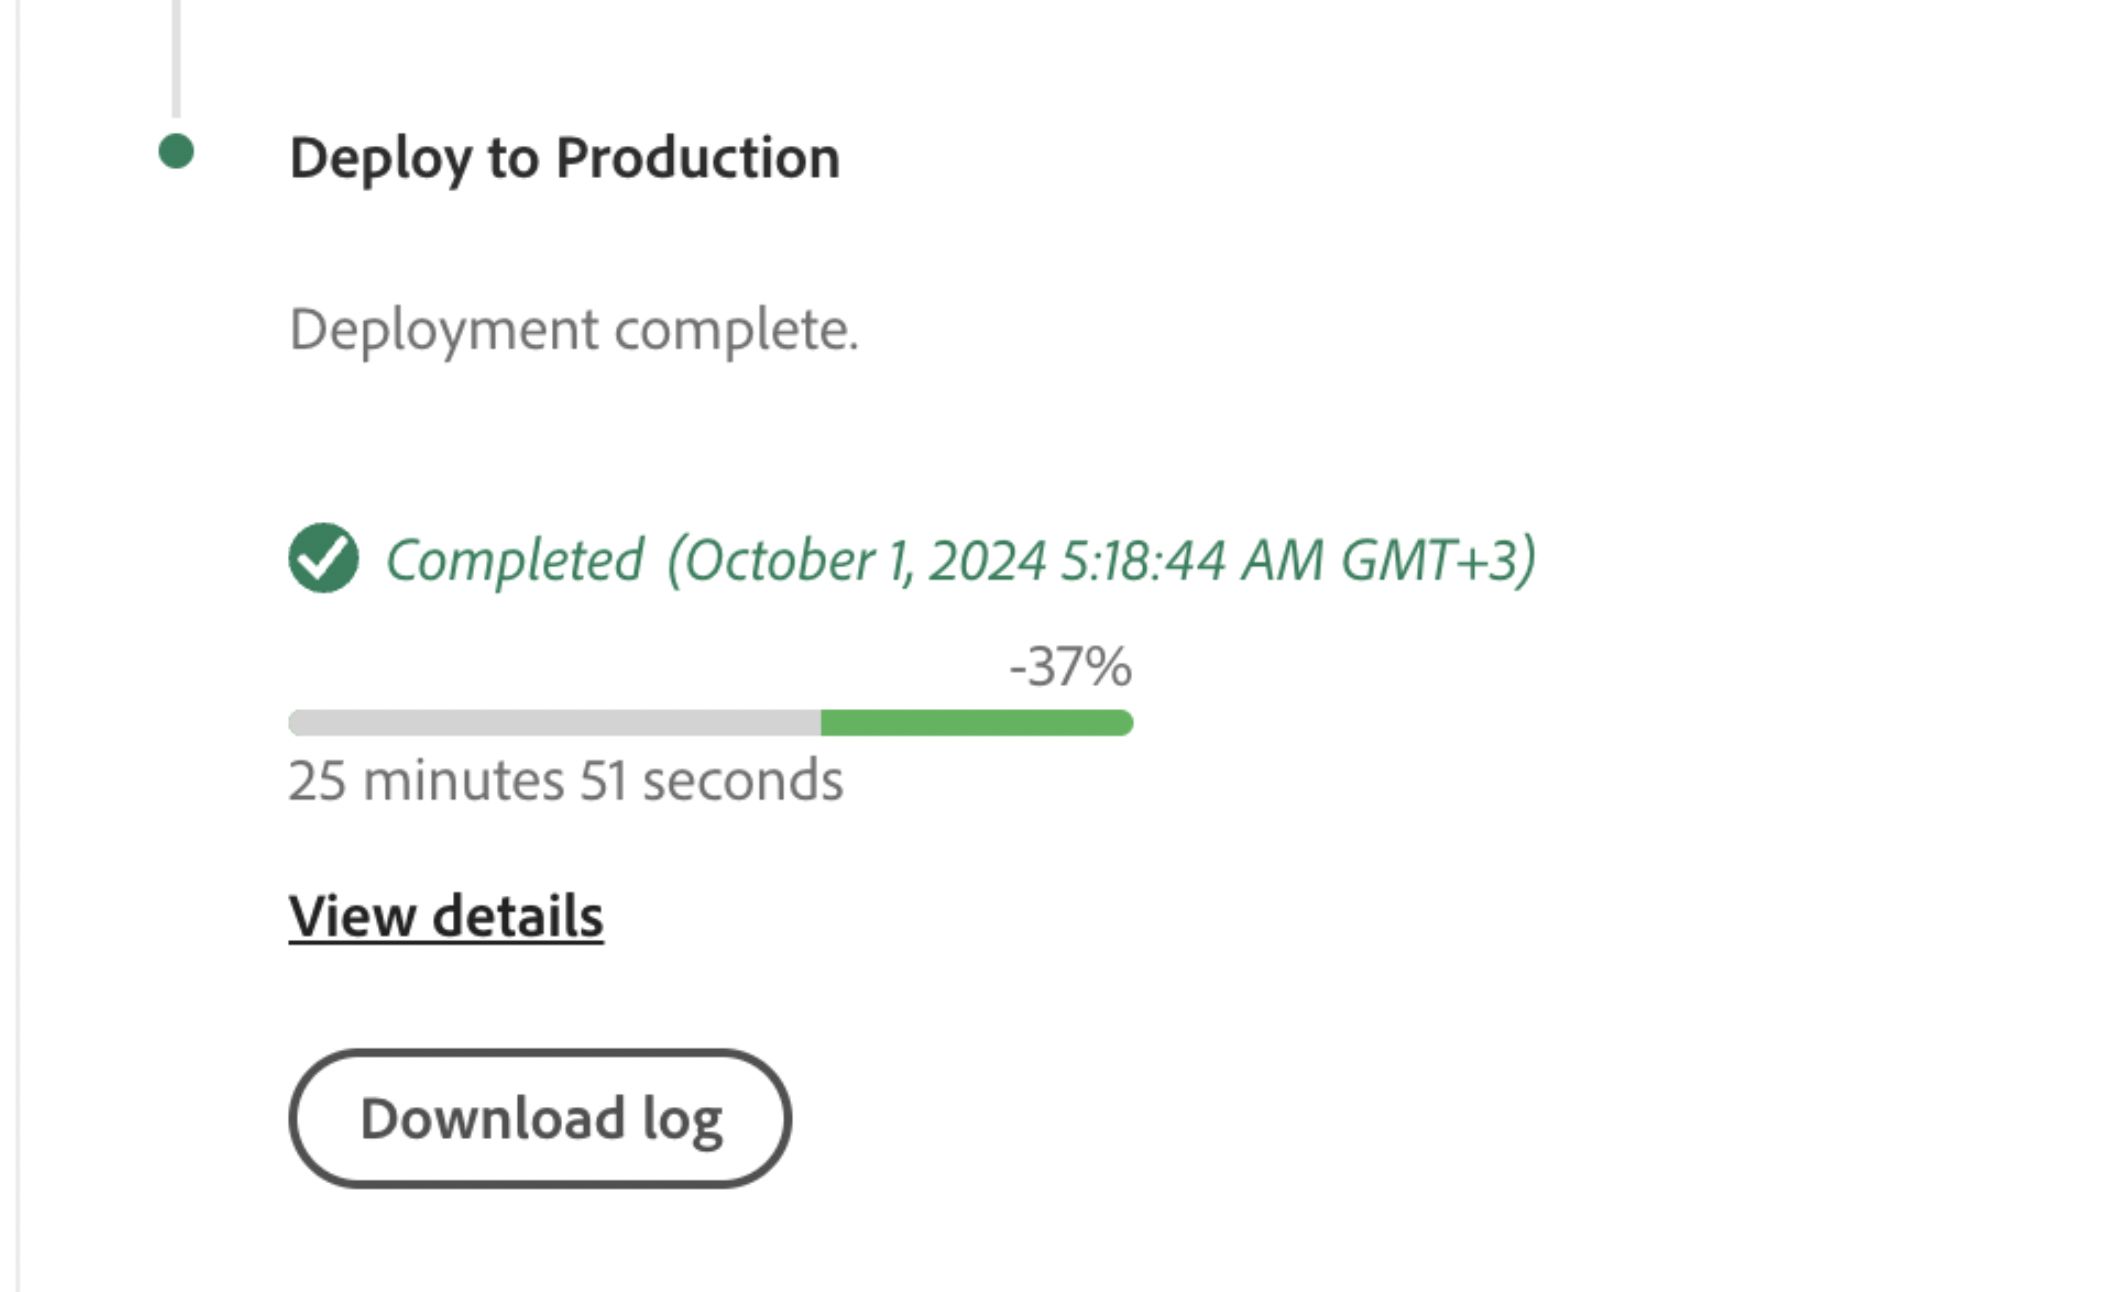 Deploy to Production
Deployment complete.
Completed (October 1, 2024 5:18:44 AM GMT+3)
-37%
25 minutes 51 seconds
View details
Download log